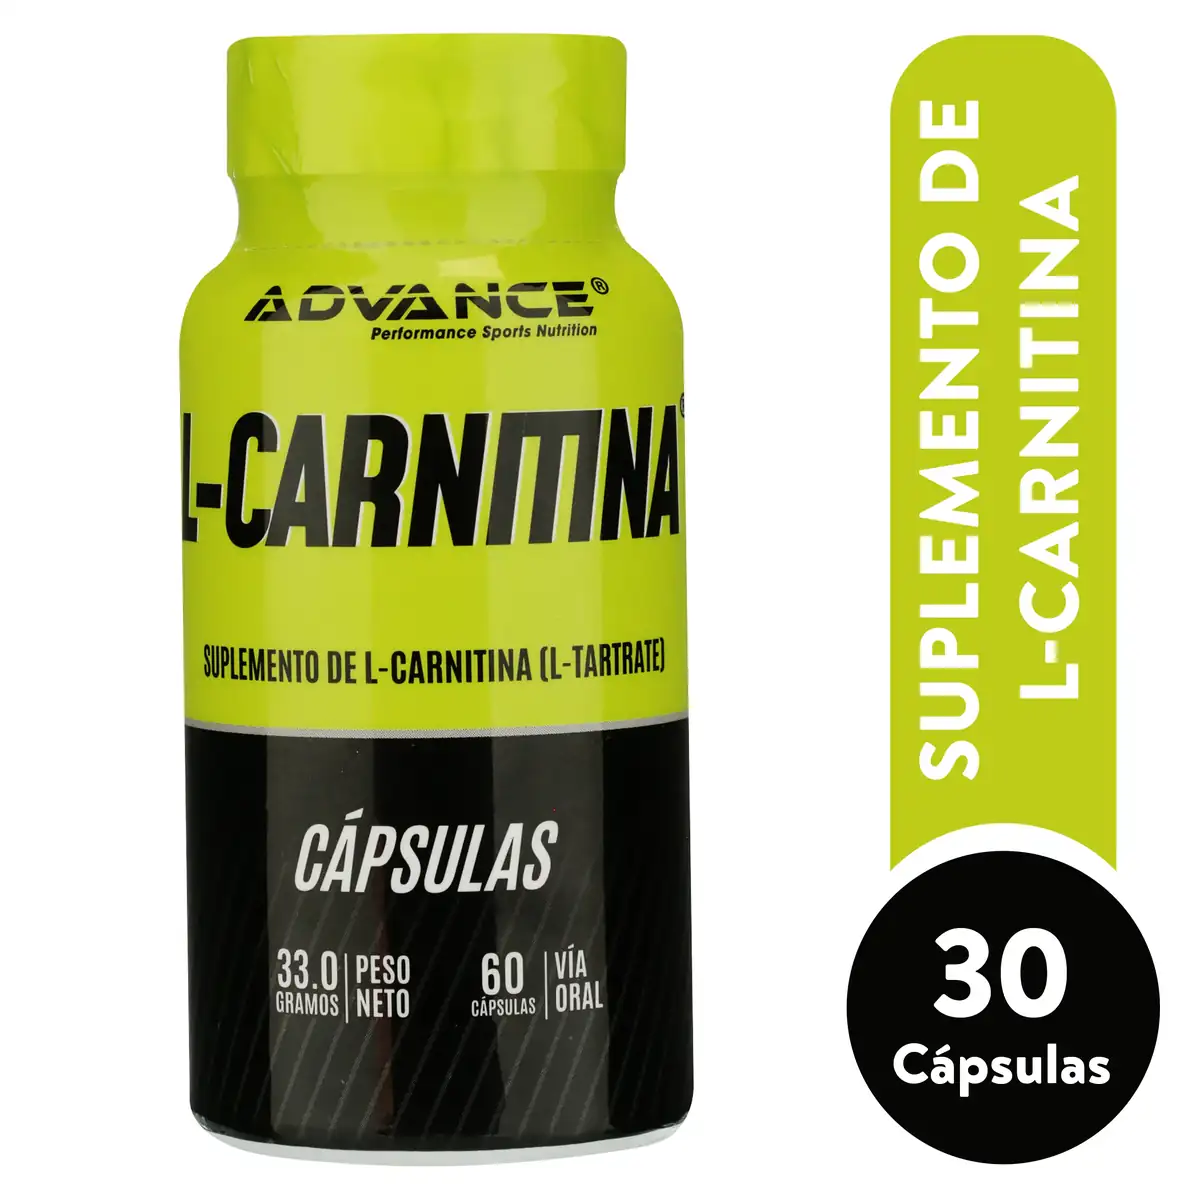 ADVANCE®
Performance Sports Nutrition
L-CARNITINA®
SUPLEMENTO DE L-CARNITINA (L-TARTRATE)
CÁPSULAS
33.0
GRAMOS
PESO
NETO
60
CÁPSULAS
VÍA
ORAL
SUPLEMENTO DE
L-CARNITINA
30
Cápsulas